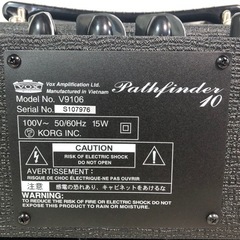 VOX
Vox Amplification Ltd.
Manufactured in Vietnam
Pathfinder 10
Model No. V9106
Serial No. S107976
100V~ 50/60Hz 15W
Ⓟ KORG INC.
CAUTION
RISK OF ELECTRIC SHOCK
DO NOT OPEN
AVERTISSEMENT:
RISQUE DE CHOC ELECTRIQUE-NE PAS OUVRIR
注意 感電の恐れあり、キャビネットをあけるな
WARNING:
TO REDUCE THE RISK OF FIRE OR ELECTRIC SHOCK
DO NOT EXPOSE THIS EQUIPMENT TO RAIN OR MOISTURE.